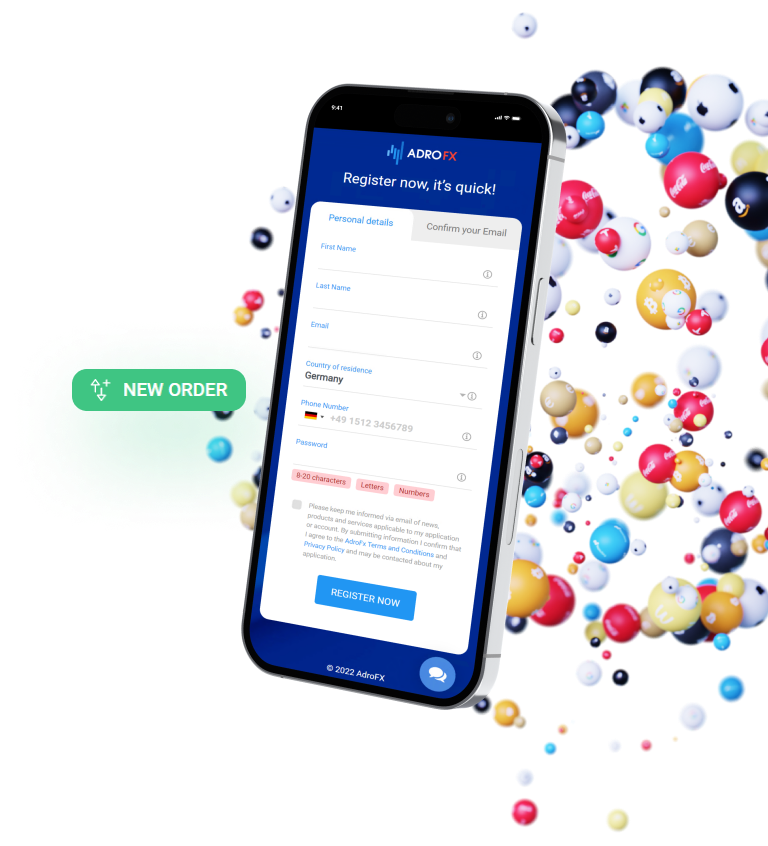 9:41
ADROFX
Register now, it's quick!
Personal details
Confirm your Email
First Name
Last Name
Email
Country of residence
Germany
Phone Number
+49 1512 3456789
Password
8-20 characters
Letters
Numbers
Please keep me informed via email of news,
products and services applicable to my application
or account. By submitting information I confirm that
I agree to the AdroFx Terms and Conditions and
Privacy Policy and may be contacted about my
application.
REGISTER NOW
© 2022 AdroFX
NEW ORDER
Coca-Cola